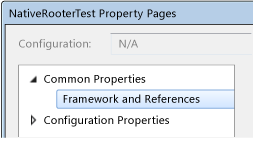 NativeRooterTest Property Pages
Configuration: N/A
Common Properties
Framework and References
Configuration Properties